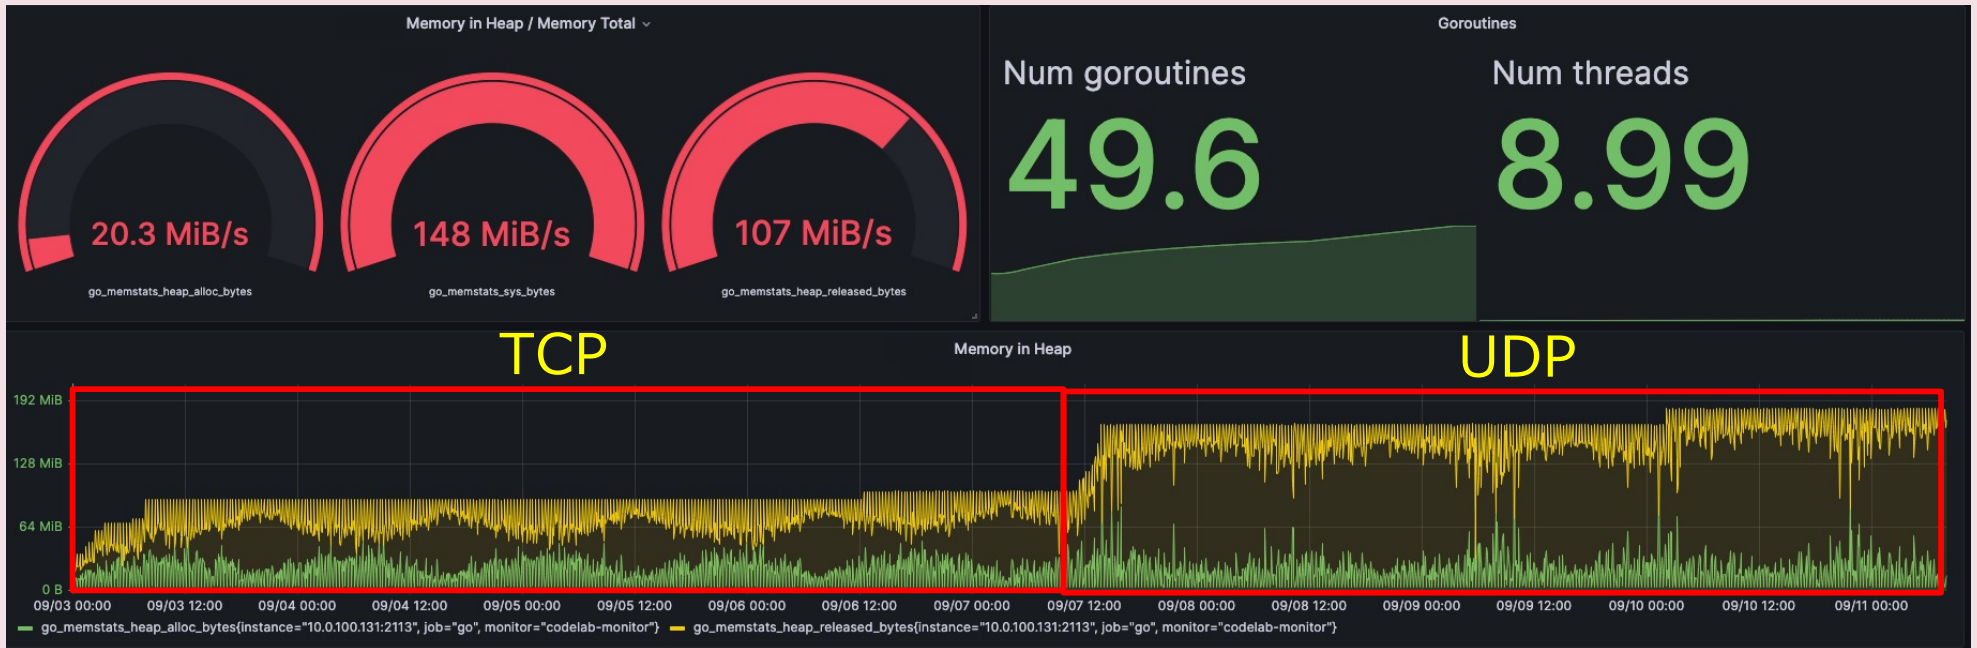 Memory in Heap / Memory Total
20.3 MiB/s
148 MiB/s
107 MiB/s
go_memstats_heap_alloc_bytes
go_memstats_sys_bytes
go_memstats_heap_released_bytes
Goroutines
Num goroutines
49.6
Num threads
8.99
TCP
Memory in Heap
UDP
192 MiB
128 MiB
64 MiB
0 B
09/03 00:00 09/03 12:00 09/04 00:00 09/04 12:00 09/05 00:00 09/05 12:00 09/06 00:00 09/06 12:00 09/07 00:00 09/07 12:00 09/08 00:00 09/08 12:00 09/09 00:00 09/09 12:00 09/10 00:00 09/10 12:00 09/11 00:00
go_memstats_heap_alloc_bytes{instance="10.0.100.131:2113", job="go", monitor="codelab-monitor"} go_memstats_heap_released_bytes{instance="10.0.100.131:2113", job="go", monitor="codelab-monitor"}